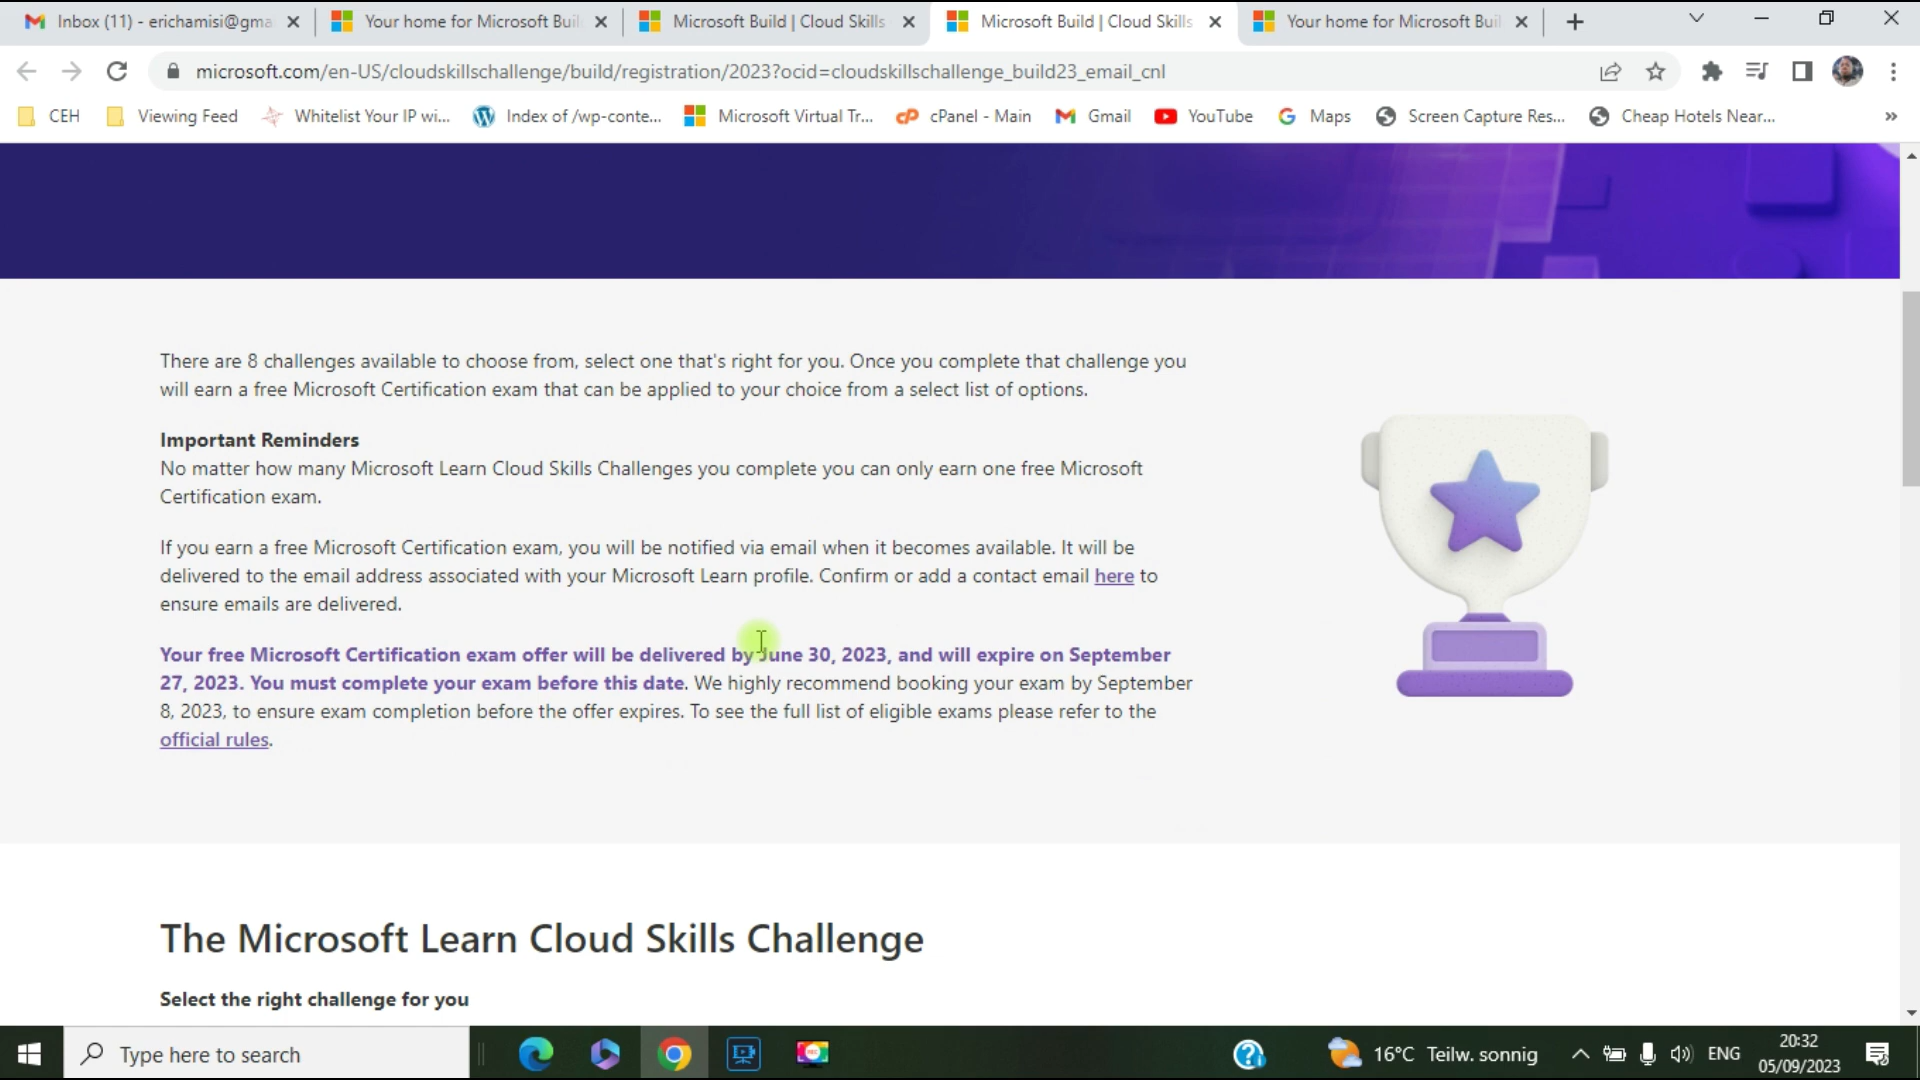 Inbox (11) - erichamisi@gma
Your home for Microsoft Buil
Microsoft Build | Cloud Skills
Microsoft Build | Cloud Skills
Your home for Microsoft Buil
microsoft.com/en-US/cloudskillschallenge/build/registration/2023?ocid=cloudskillschallenge_build23_email_cnl
CEH
Viewing Feed
Whitelist Your IP wi...
Index of /wp-conte...
Microsoft Virtual Tr...
cPanel - Main
Gmail
YouTube
Maps
Screen Capture Res...
Cheap Hotels Near...
There are 8 challenges available to choose from, select one that's right for you. Once you complete that challenge you
will earn a free Microsoft Certification exam that can be applied to your choice from a select list of options.
Important Reminders
No matter how many Microsoft Learn Cloud Skills Challenges you complete you can only earn one free Microsoft
Certification exam.
If you earn a free Microsoft Certification exam, you will be notified via email when it becomes available. It will be
delivered to the email address associated with your Microsoft Learn profile. Confirm or add a contact email here to
ensure emails are delivered.
Your free Microsoft Certification exam offer will be delivered by June 30, 2023, and will expire on September
27, 2023. You must complete your exam before this date. We highly recommend booking your exam by September
8, 2023, to ensure exam completion before the offer expires. To see the full list of eligible exams please refer to the
official rules.
The Microsoft Learn Cloud Skills Challenge
Select the right challenge for you
Type here to search
16°C Teilw. sonnig
ENG
20:32
05/09/2023